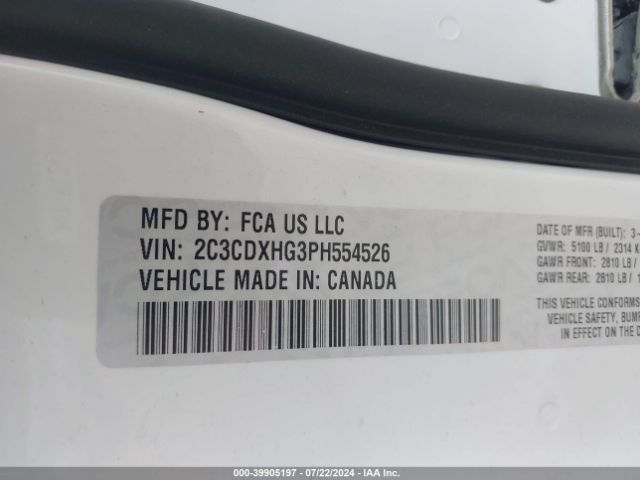 MFD BY: FCA US LLC
VIN: 2C3CDXHG3PH554526
VEHICLE MADE IN: CANADA
DATE OF MFR (BUILT): 3-
GVWR: 5100 LB / 2314 K
GAWR FRONT: 2810 LB /
GAWR REAR: 2810 LB / 1
THIS VEHICLE CONFORMS
VEHICLE SAFETY, BUMP
IN EFFECT ON THE D
000-39905197 - 07/22/2024 - IAA Inc.